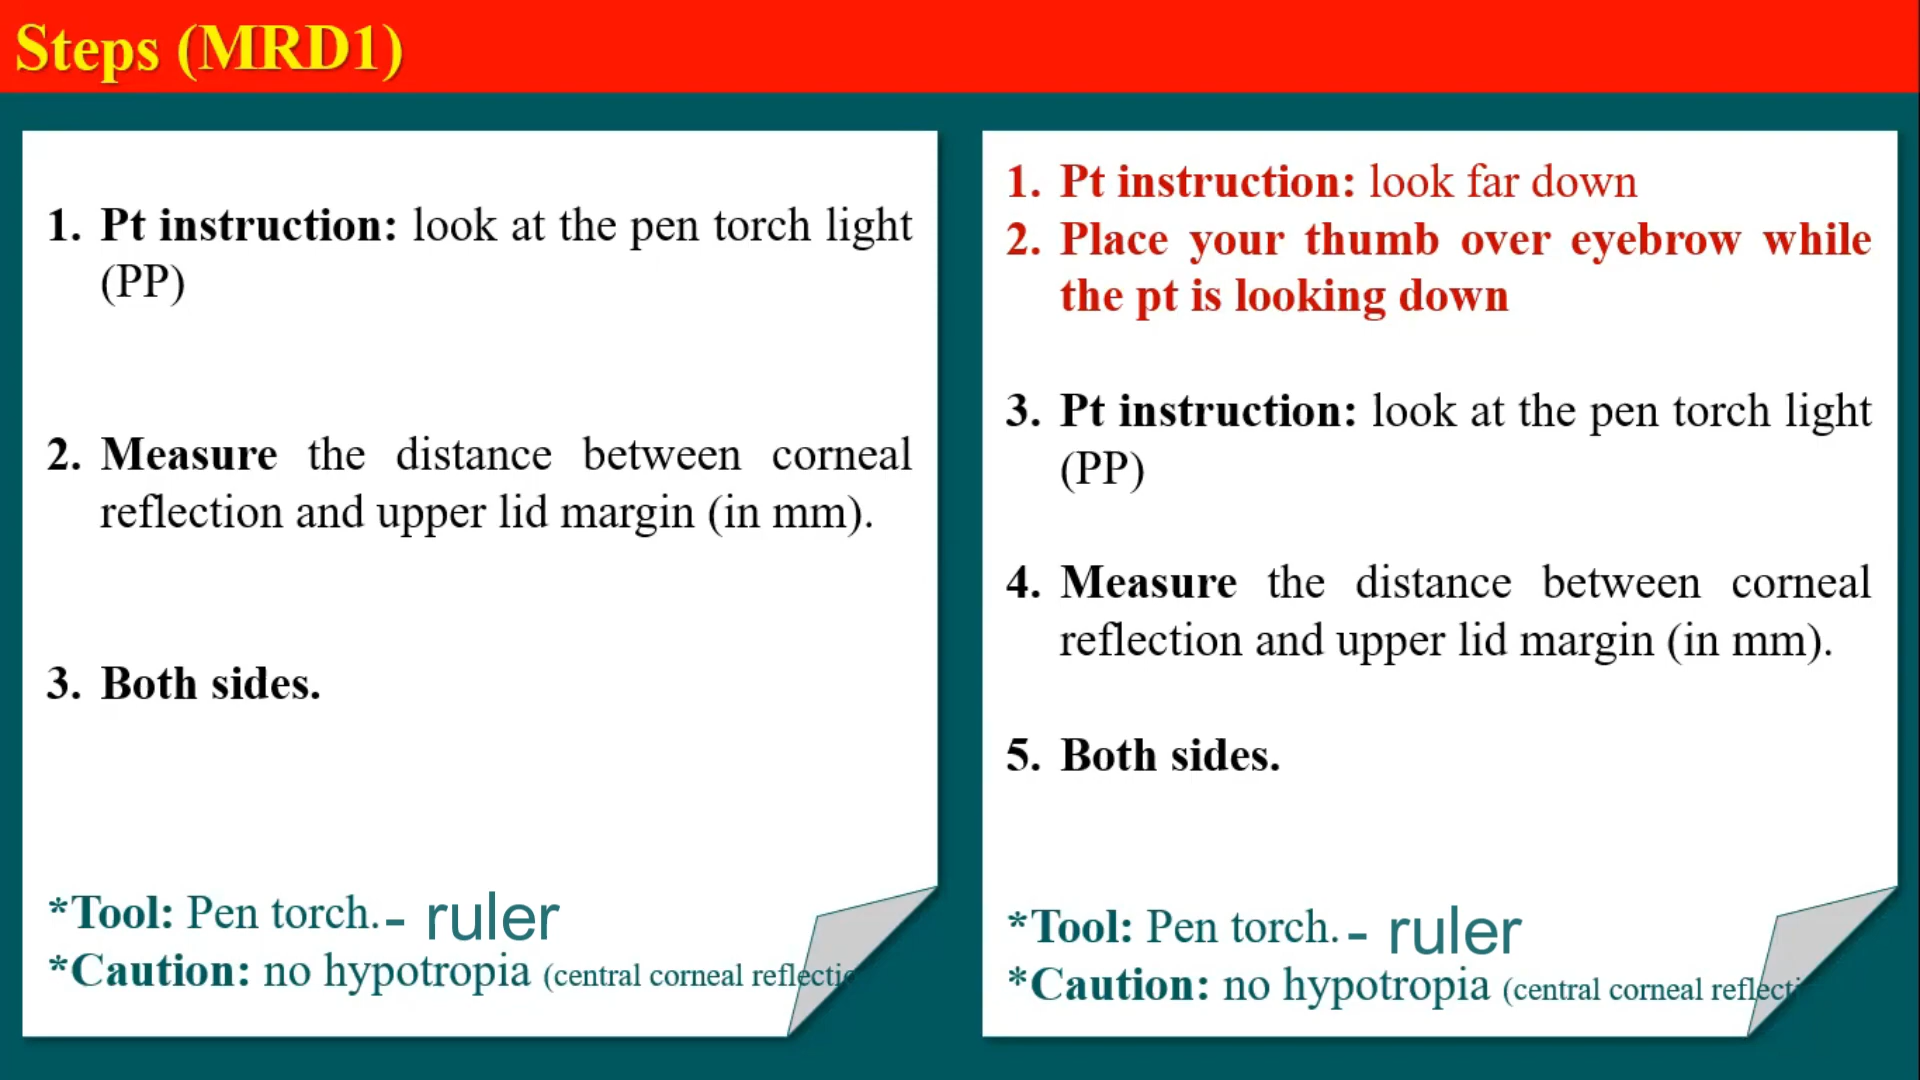 Steps (MRD1)
1. Pt instruction: look at the pen torch light
(PP)
2. Measure the distance between corneal
reflection and upper lid margin (in mm).
3. Both sides.
*Tool: Pen torch. - ruler
*Caution: no hypotropia (central corneal reflectio
1. Pt instruction: look far down
2. Place your thumb over eyebrow while
the pt is looking down
3. Pt instruction: look at the pen torch light
(PP)
4. Measure the distance between corneal
reflection and upper lid margin (in mm).
5. Both sides.
*Tool: Pen torch. - ruler
*Caution: no hypotropia (central corneal reflecti